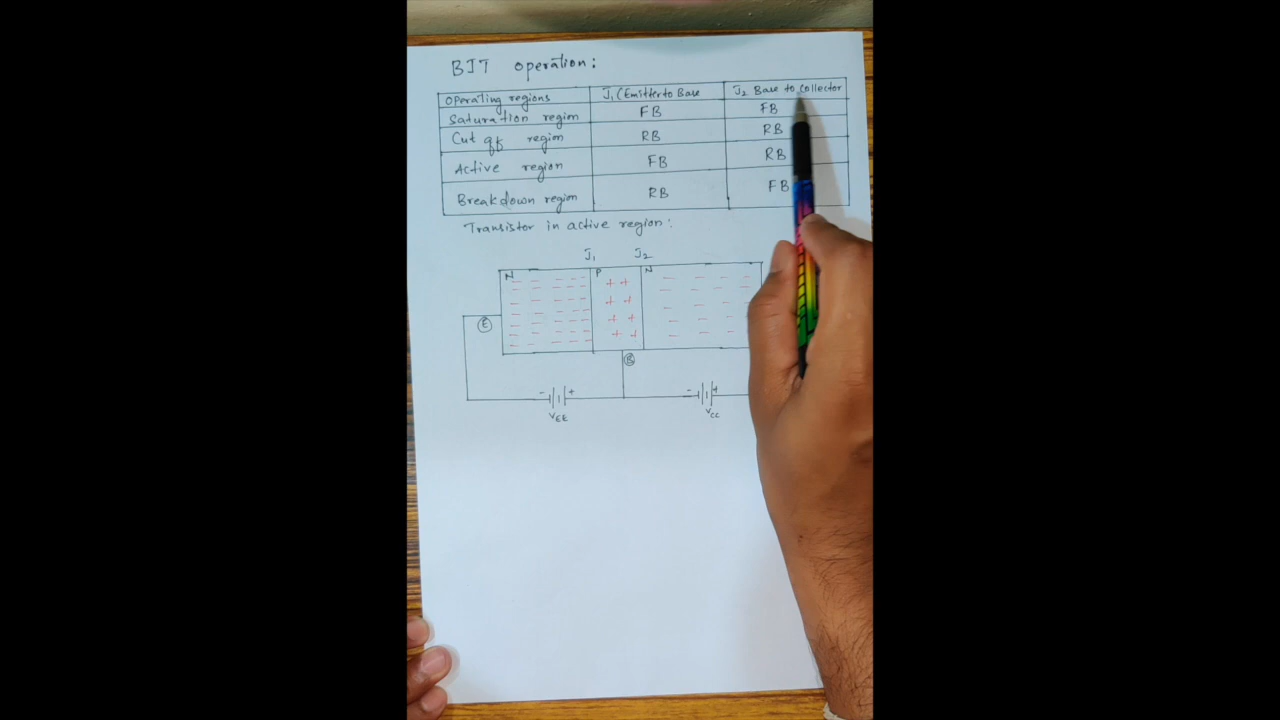 BJT operation:
Operating regions J1 (Emitter to Base J2 Base to Collector
Saturation region FB FB
Cut off region RB RB
Active region FB RB
Breakdown region RB FB
Transistor in active region:
J1 J2
N P N
E
B
- + - +
VEE VCC